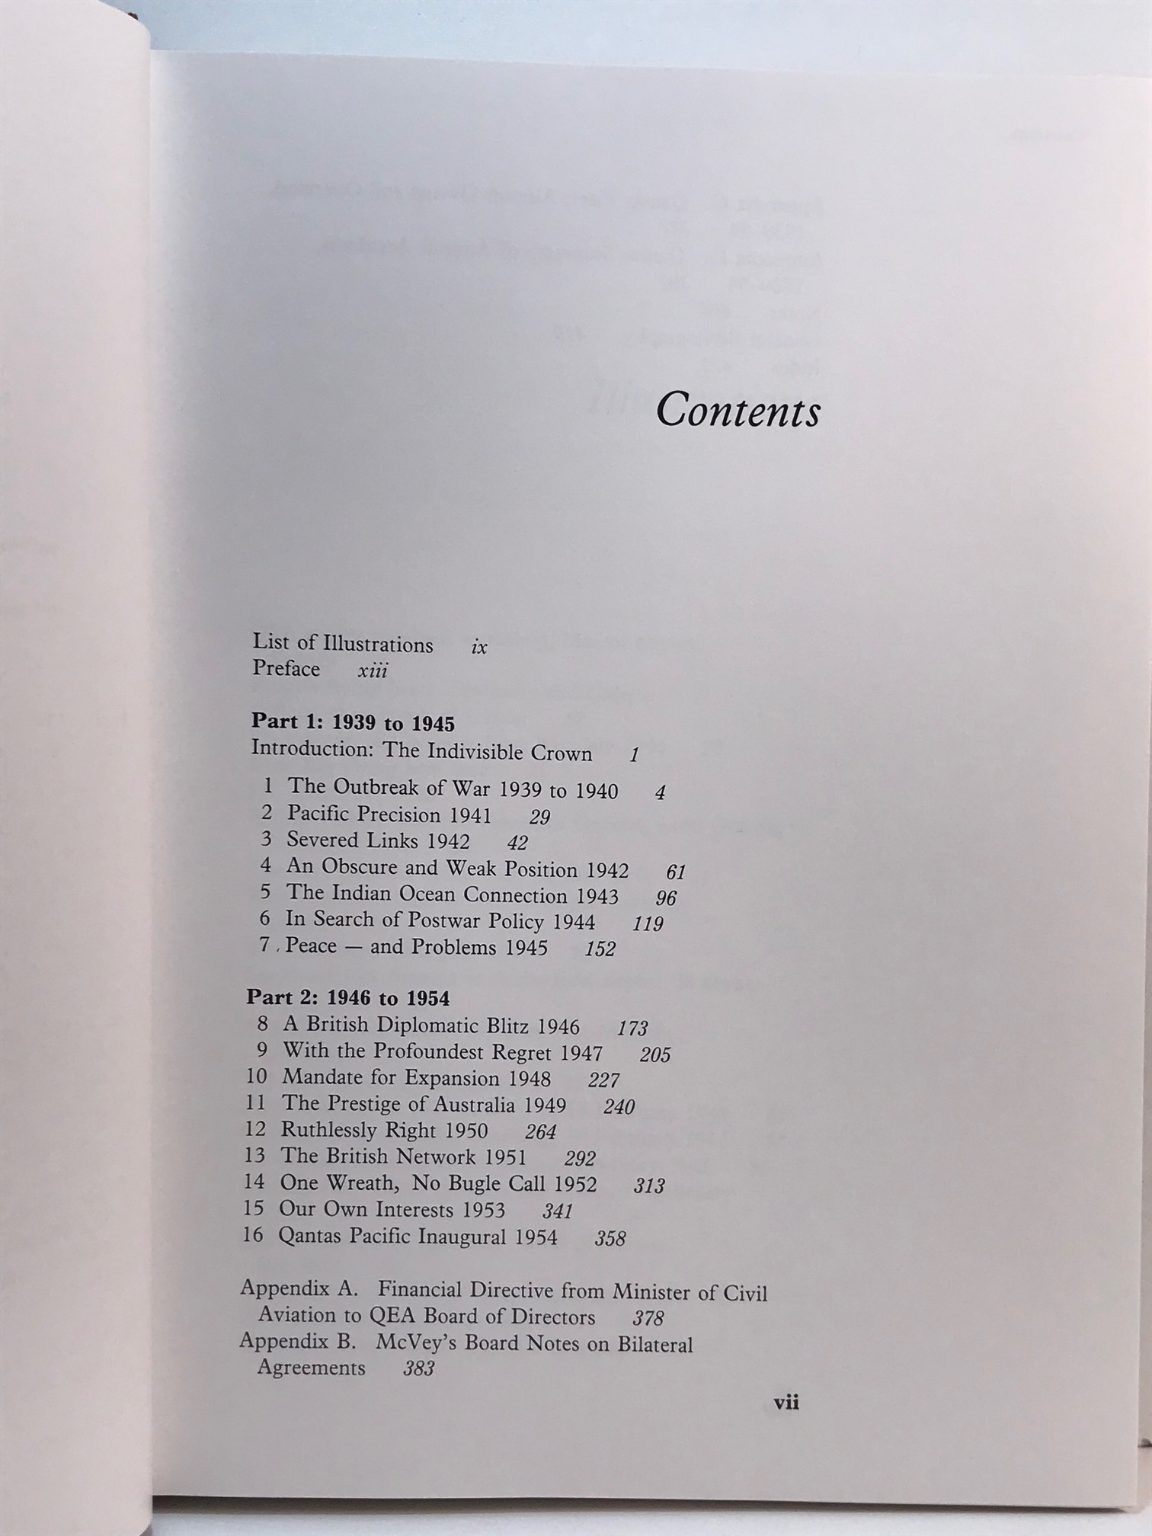 Contents
List of Illustrations ix
Preface xiii
Part 1: 1939 to 1945
Introduction: The Indivisible Crown 1
1 The Outbreak of War 1939 to 1940 4
2 Pacific Precision 1941 29
3 Severed Links 1942 42
4 An Obscure and Weak Position 1942 61
5 The Indian Ocean Connection 1943 96
6 In Search of Postwar Policy 1944 119
7 Peace — and Problems 1945 152
Part 2: 1946 to 1954
8 A British Diplomatic Blitz 1946 173
9 With the Profoundest Regret 1947 205
10 Mandate for Expansion 1948 227
11 The Prestige of Australia 1949 240
12 Ruthlessly Right 1950 264
13 The British Network 1951 292
14 One Wreath, No Bugle Call 1952 313
15 Our Own Interests 1953 341
16 Qantas Pacific Inaugural 1954 358
Appendix A. Financial Directive from Minister of Civil
Aviation to QEA Board of Directors 378
Appendix B. McVey's Board Notes on Bilateral
Agreements 383
vii